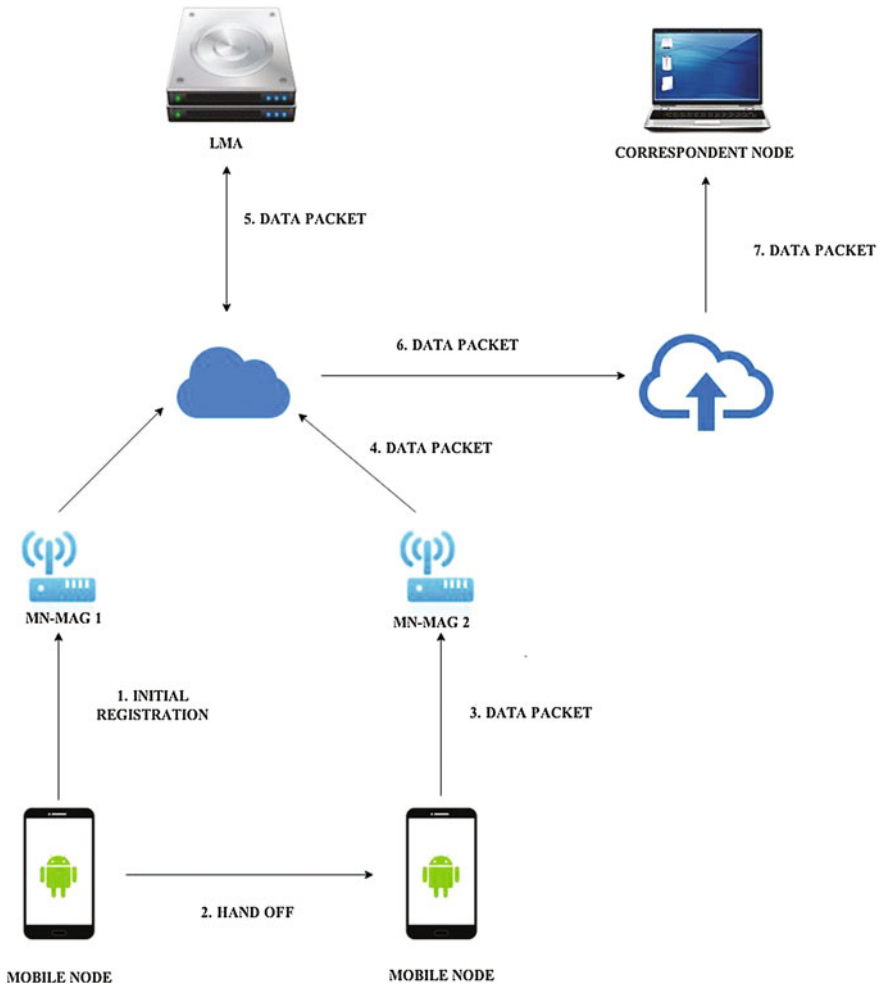 LMA
CORRESPONDENT NODE
5. DATA PACKET
7. DATA PACKET
6. DATA PACKET
4. DATA PACKET
MN-MAG 1
MN-MAG 2
1. INITIAL
REGISTRATION
3. DATA PACKET
2. HAND OFF
MOBILE NODE
MOBILE NODE